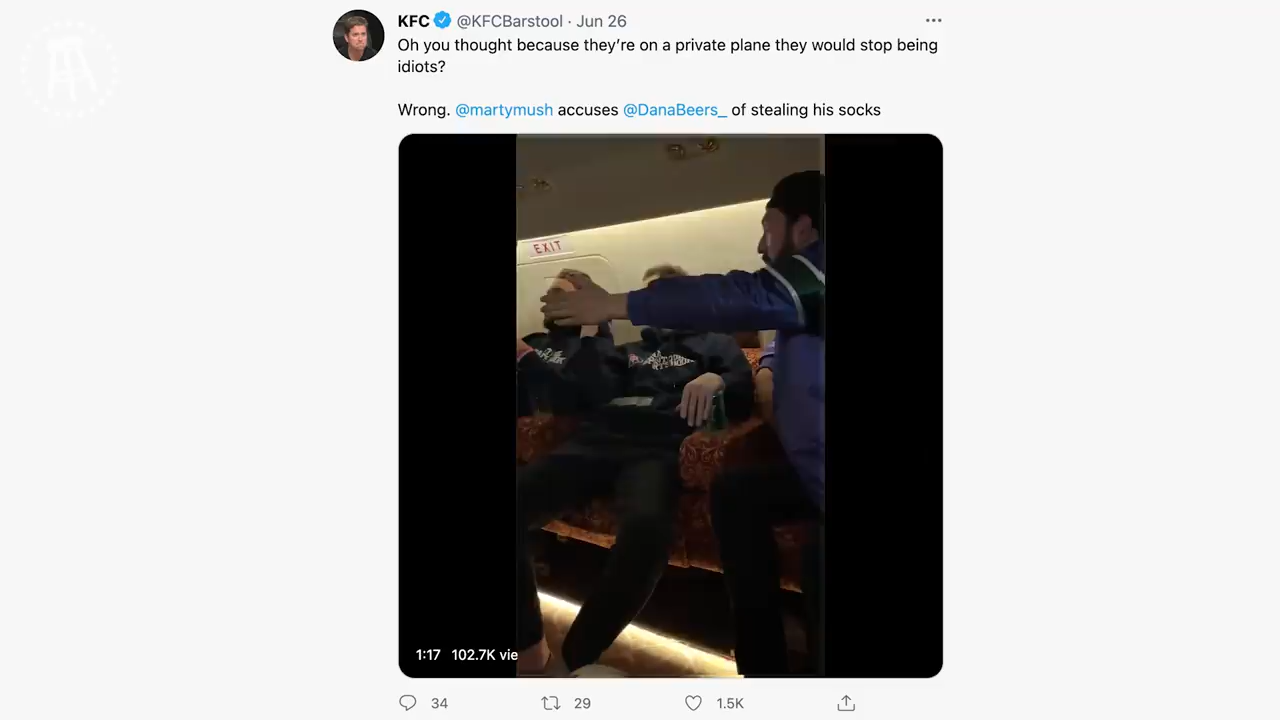 KFC @KFCBarstool · Jun 26
Oh you thought because they're on a private plane they would stop being
idiots?
Wrong. @martymush accuses @DanaBeers_ of stealing his socks
EXIT
1:17 102.7K vie
34 29 1.5K